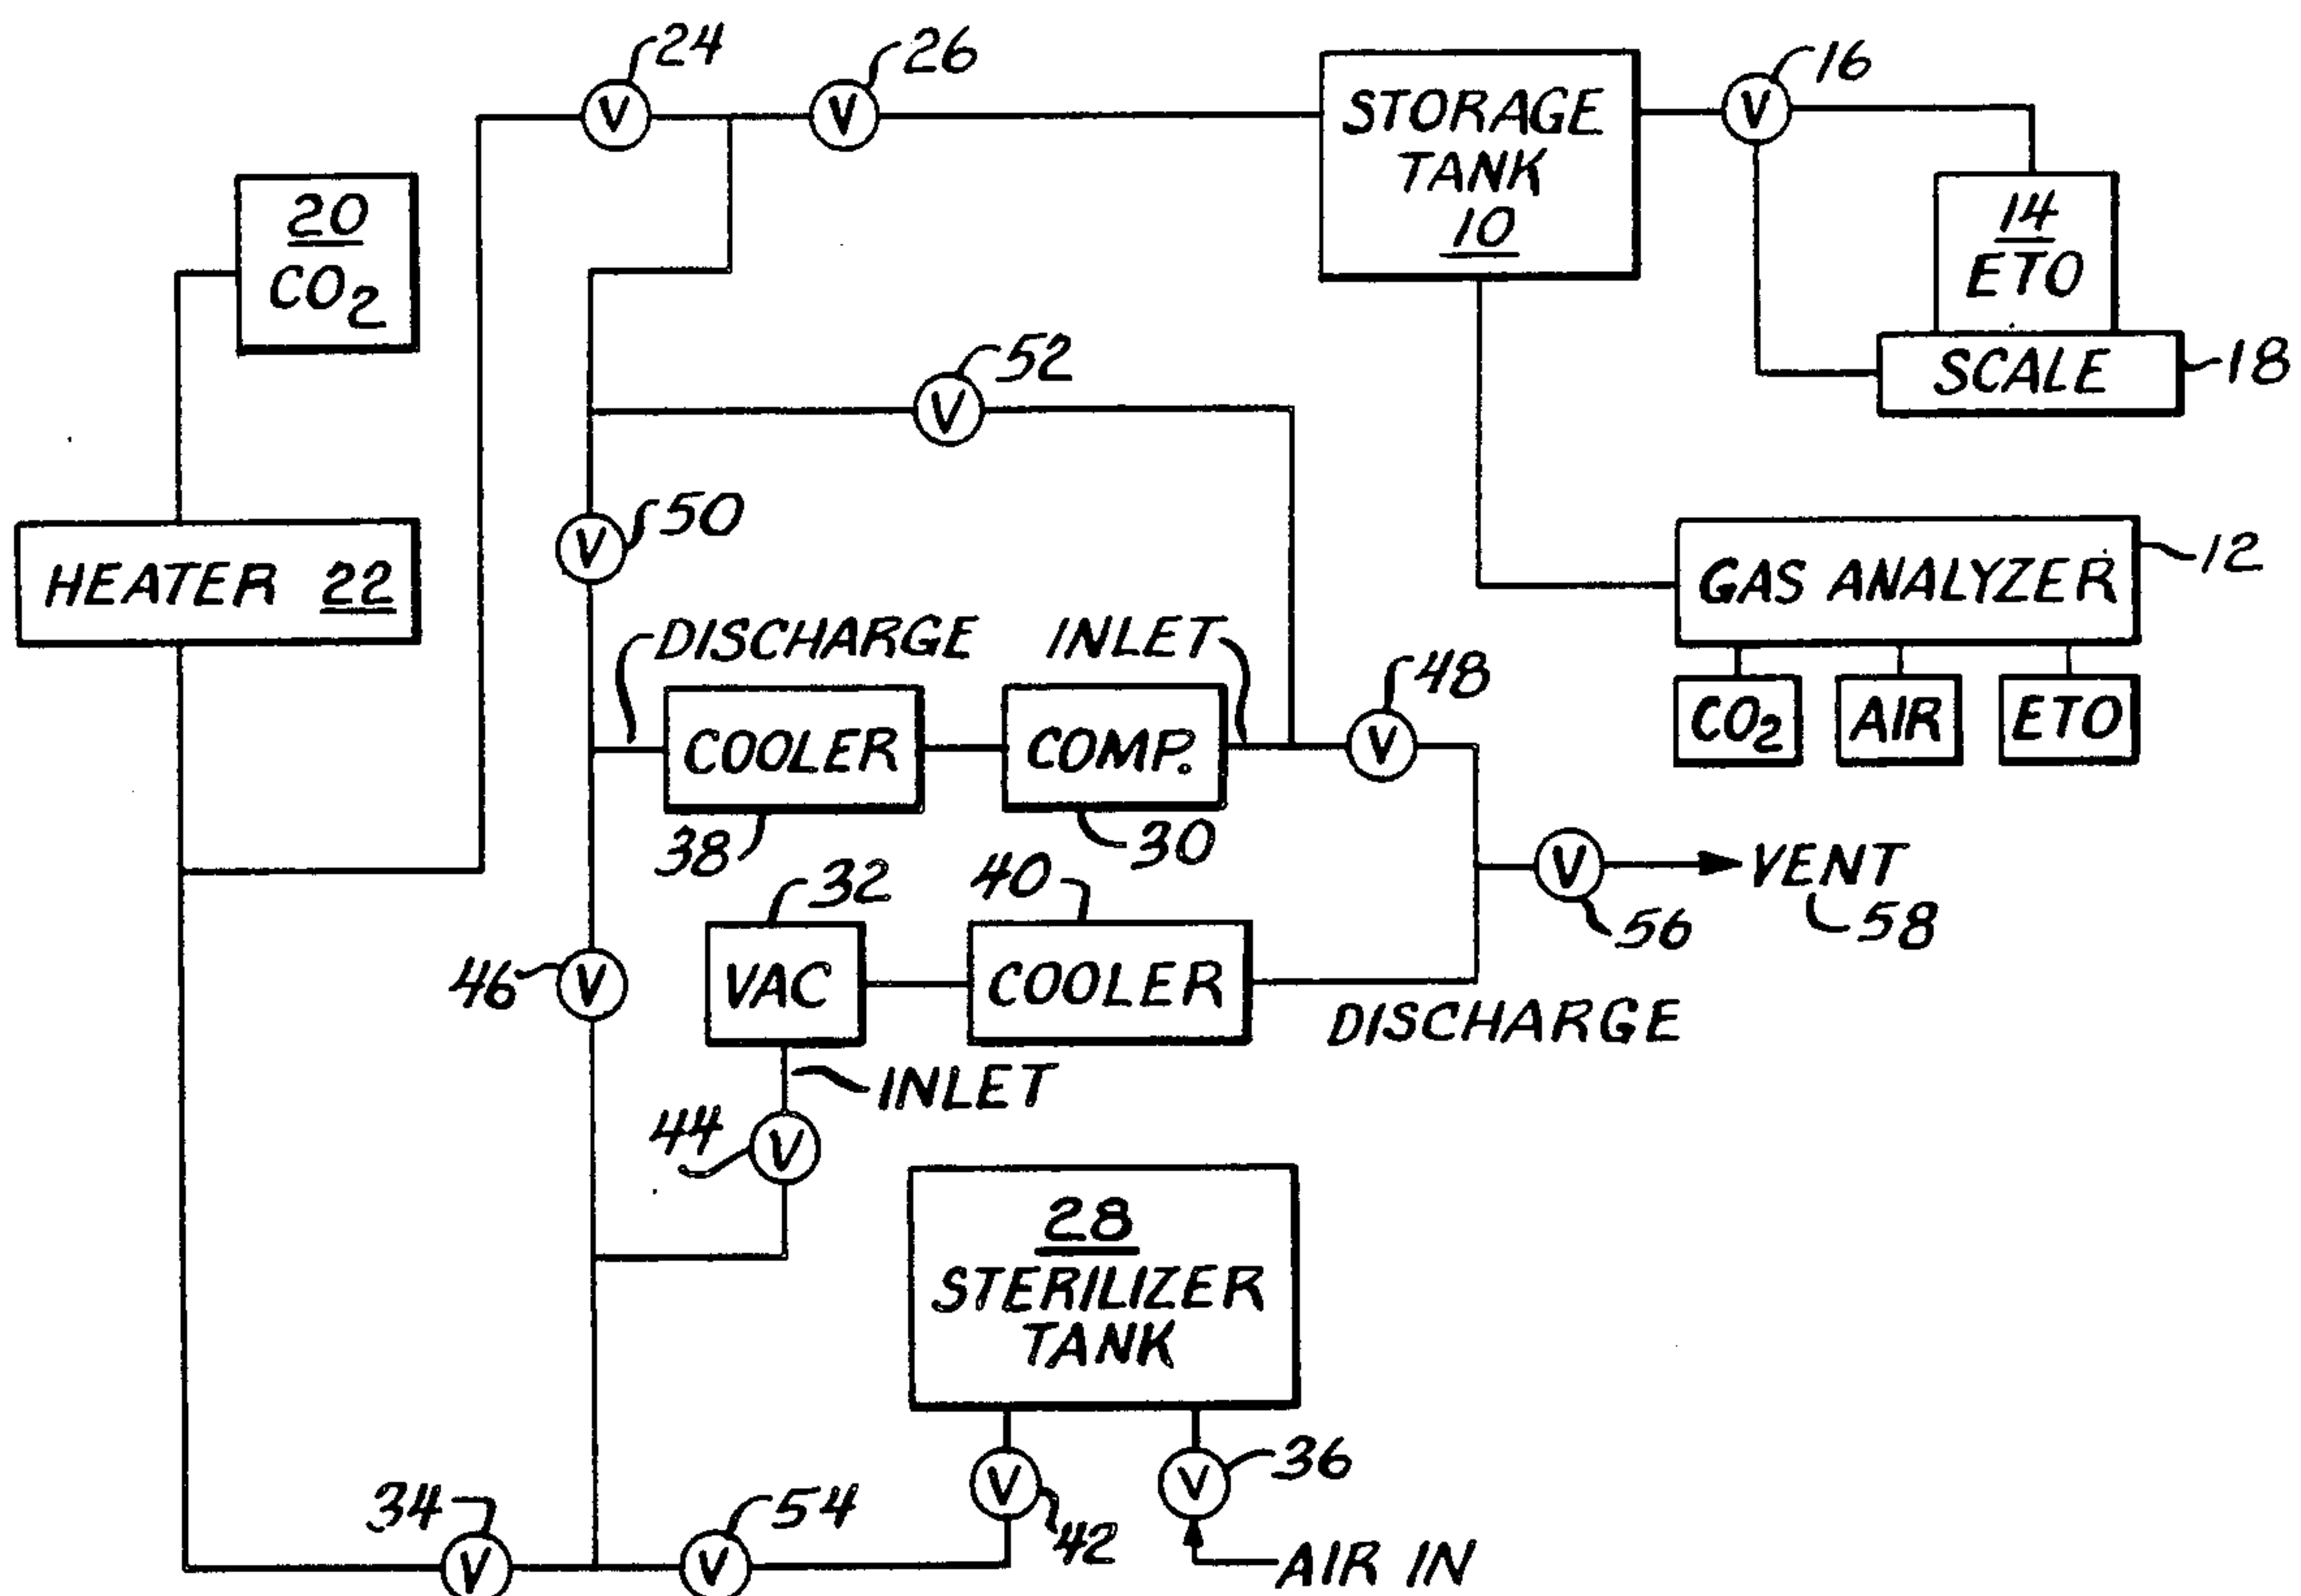 24
26
16
STORAGE
TANK
10
20
CO2
14
ETO
52
SCALE
18
50
HEATER 22
GAS ANALYZER
12
DISCHARGE
INLET
48
COOLER
COMP.
CO2
AIR
ETO
38
30
32
40
VENT
56
58
46
VAC
COOLER
DISCHARGE
INLET
44
28
STERILIZER
TANK
36
34
54
42
AIR IN
V
V
V
V
V
V
V
V
V
V
V
V
V